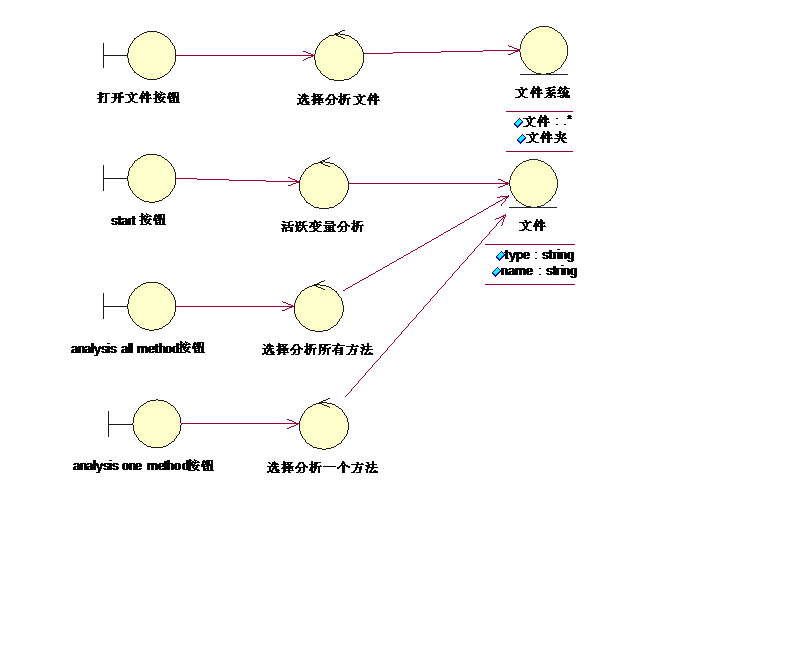 打开文件按钮
选择分析文件
文件系统
文件 : .*
文件夹
start 按钮
活跃变量分析
文件
type : string
name : string
analysis all method按钮
选择分析所有方法
analysis one method按钮
选择分析一个方法